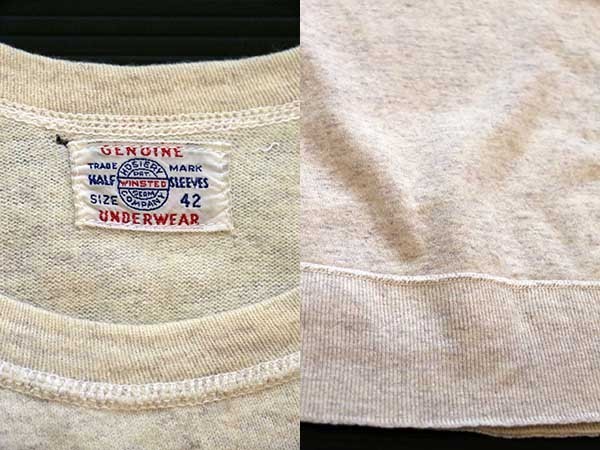 GENUINE
TRADE MARK
HOSIERY
HALF WINSTED SLEEVES
COMPANY
SIZE 42
UNDERWEAR